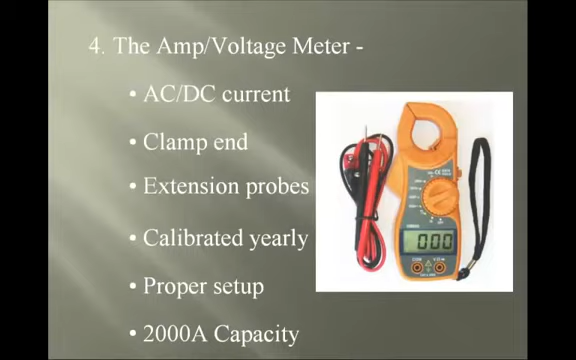 4. The Amp/Voltage Meter -
• AC/DC current
• Clamp end
• Extension probes
• Calibrated yearly
• Proper setup
• 2000A Capacity
000
COM